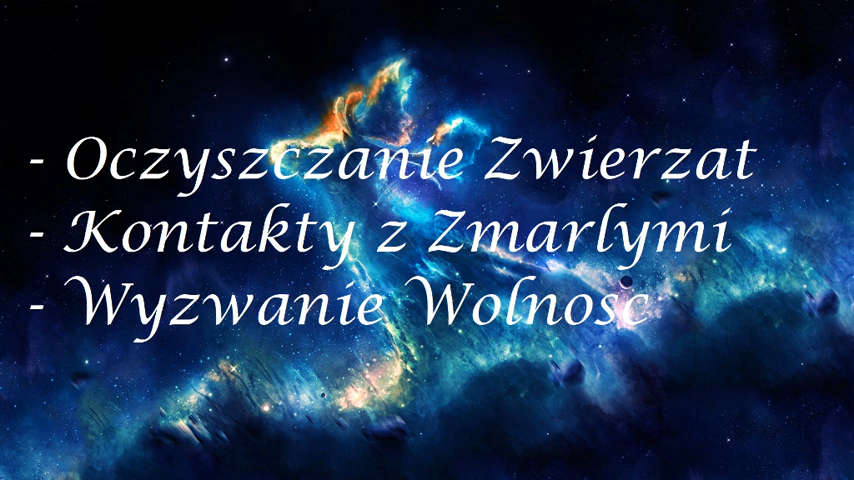 - Oczyszczanie Zwierzat
- Kontakty z Zmarlymi
- Wyzwanie Wolnosc